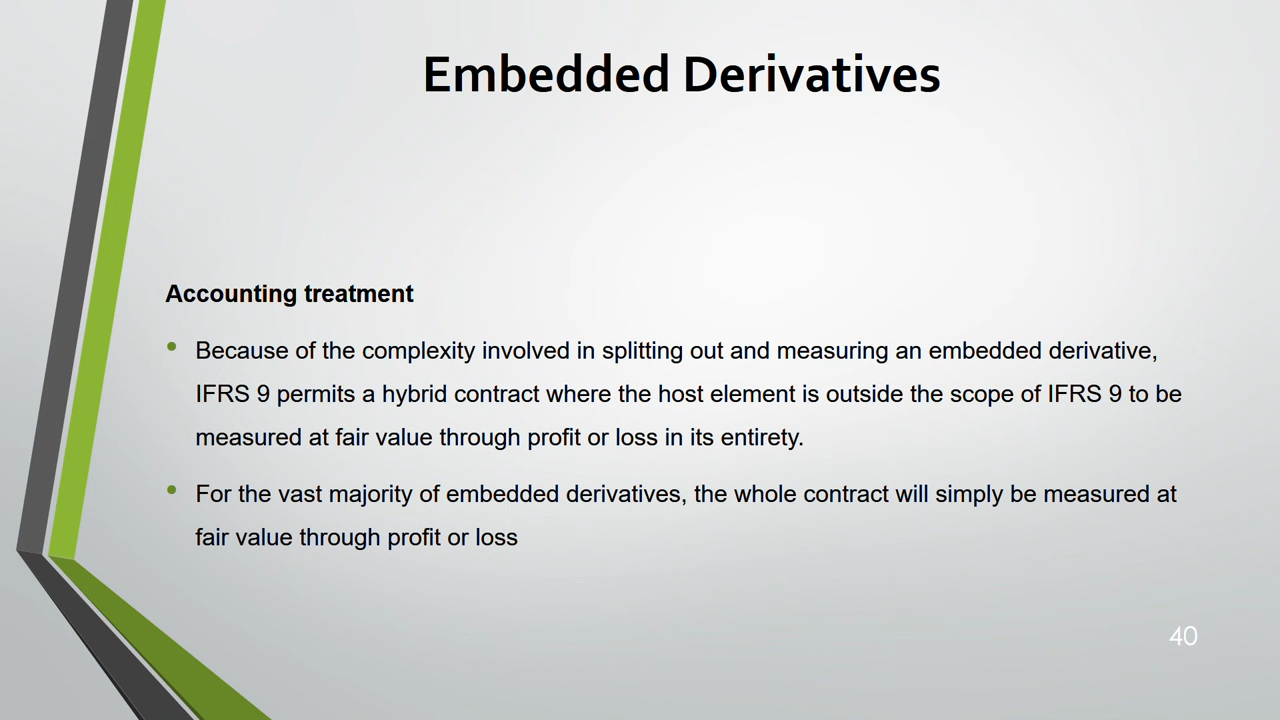 Embedded Derivatives
Accounting treatment
• Because of the complexity involved in splitting out and measuring an embedded derivative,
IFRS 9 permits a hybrid contract where the host element is outside the scope of IFRS 9 to be
measured at fair value through profit or loss in its entirety.
• For the vast majority of embedded derivatives, the whole contract will simply be measured at
fair value through profit or loss
40